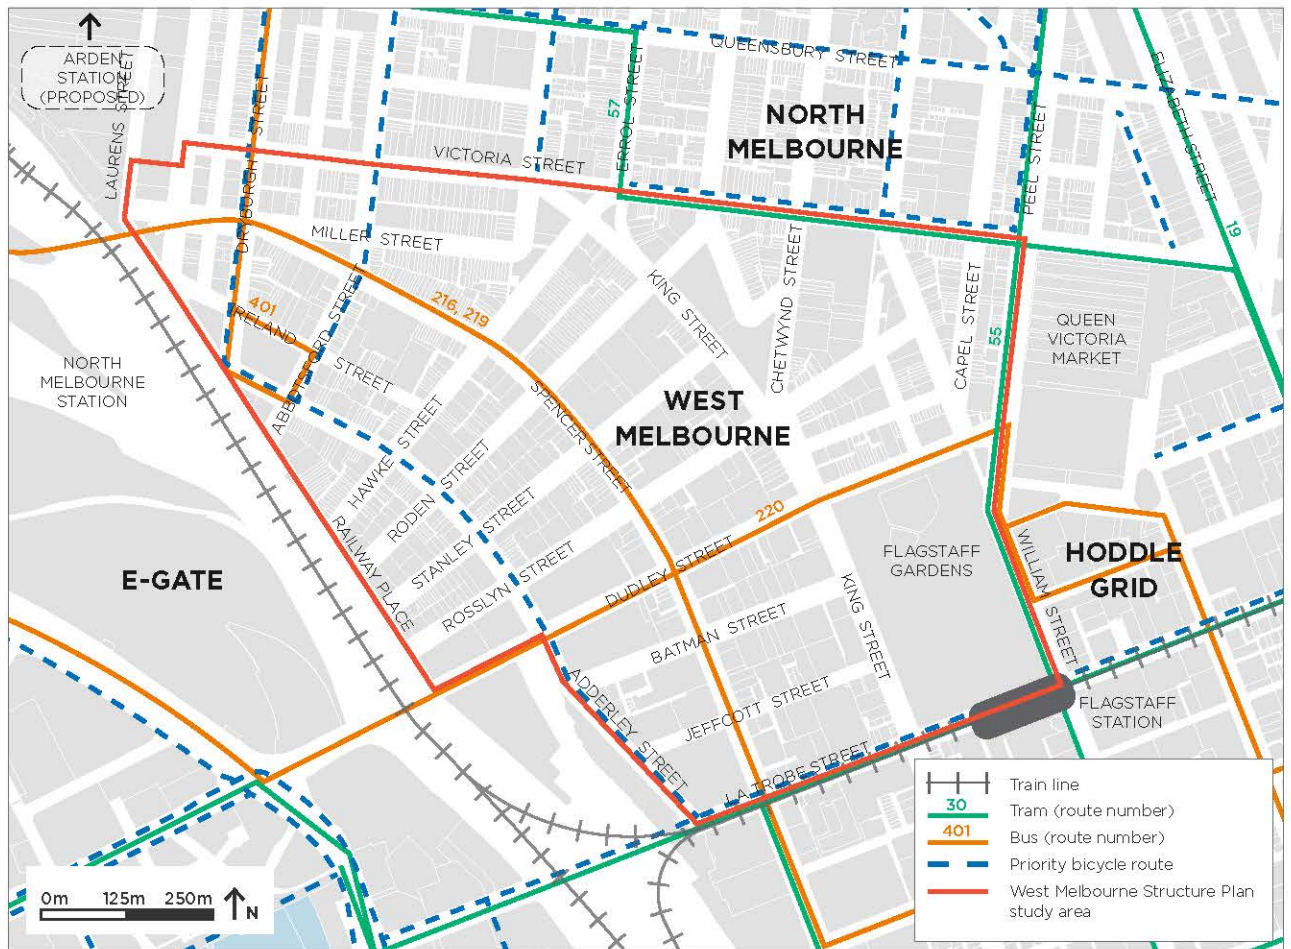 ARDEN
STATION
(PROPOSED)
LAURENS STREET
DRYBURGH STREET
57
ERROL STREET
QUEENSBURY STREET
NORTH
MELBOURNE
PEEL STREET
ELIZABETH STREET
19
VICTORIA STREET
MILLER STREET
KING STREET
CHETWYND STREET
CAPEL STREET
55
QUEEN
VICTORIA
MARKET
401
IRELAND STREET
216, 219
ABBOTSFORD STREET
NORTH
MELBOURNE
STATION
SPENCER STREET
WEST
MELBOURNE
HAWKE STREET
RODEN STREET
STANLEY STREET
ROSSLYN STREET
RAILWAY PLACE
E-GATE
220
DUDLEY STREET
FLAGSTAFF
GARDENS
WILLIAM STREET
HODDLE
GRID
BATMAN STREET
KING STREET
JEFFCOTT STREET
ADDERLEY STREET
LA TROBE STREET
FLAGSTAFF
STATION
Train line
30
Tram (route number)
401
Bus (route number)
Priority bicycle route
West Melbourne Structure Plan
study area
0m 125m 250m N